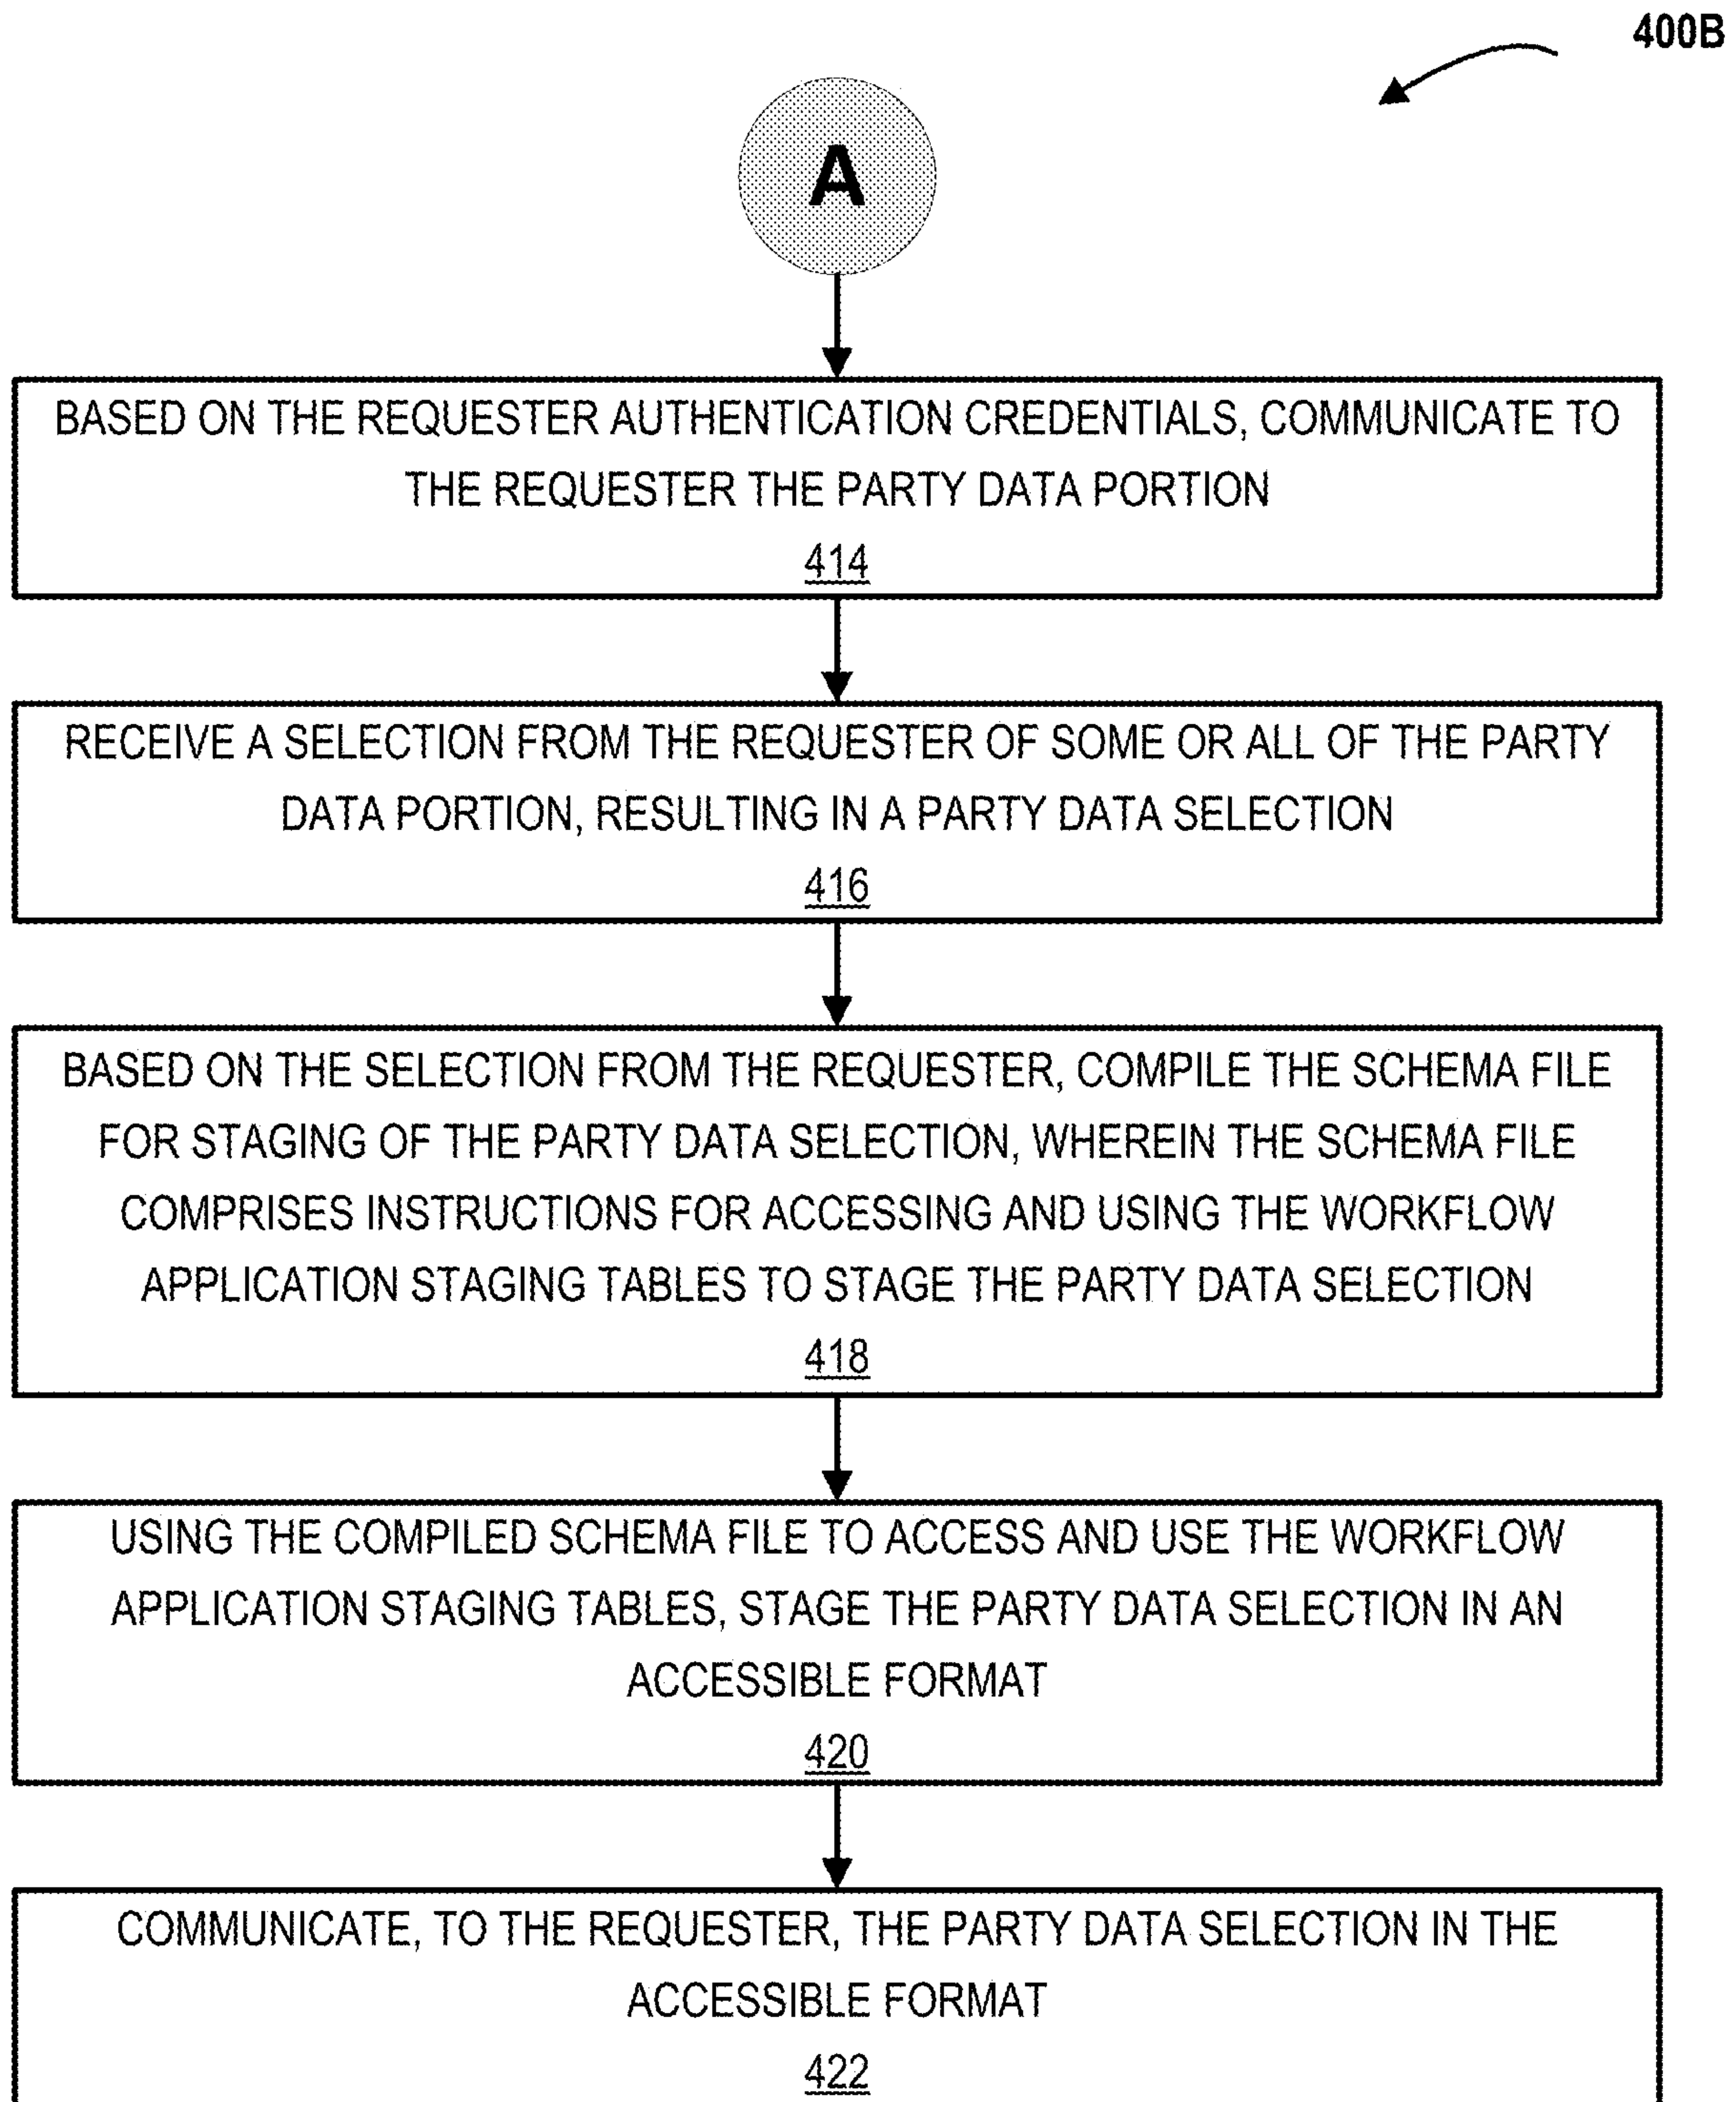 400B
A
BASED ON THE REQUESTER AUTHENTICATION CREDENTIALS, COMMUNICATE TO
THE REQUESTER THE PARTY DATA PORTION
414
RECEIVE A SELECTION FROM THE REQUESTER OF SOME OR ALL OF THE PARTY
DATA PORTION, RESULTING IN A PARTY DATA SELECTION
416
BASED ON THE SELECTION FROM THE REQUESTER, COMPILE THE SCHEMA FILE
FOR STAGING OF THE PARTY DATA SELECTION, WHEREIN THE SCHEMA FILE
COMPRISES INSTRUCTIONS FOR ACCESSING AND USING THE WORKFLOW
APPLICATION STAGING TABLES TO STAGE THE PARTY DATA SELECTION
418
USING THE COMPILED SCHEMA FILE TO ACCESS AND USE THE WORKFLOW
APPLICATION STAGING TABLES, STAGE THE PARTY DATA SELECTION IN AN
ACCESSIBLE FORMAT
420
COMMUNICATE, TO THE REQUESTER, THE PARTY DATA SELECTION IN THE
ACCESSIBLE FORMAT
422